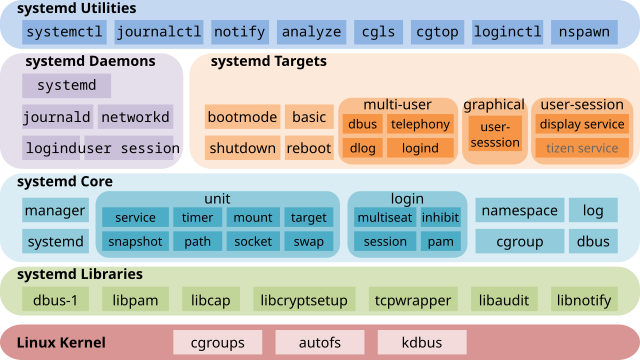 systemd Utilities
systemctl journalctl notify analyze cgls cgtop loginctl nspawn
systemd Daemons
systemd
journald networkd
logind user session
systemd Targets
bootmode basic
shutdown reboot
multi-user
dbus telephony
dlog logind
graphical
user-
sesssion
user-session
display service
tizen service
systemd Core
manager
systemd
unit
service timer mount target
snapshot path socket swap
login
multiseat inhibit
session pam
namespace log
cgroup dbus
systemd Libraries
dbus-1 libpam libcap libcryptsetup tcpwrapper libaudit libnotify
Linux Kernel cgroups autofs kdbus